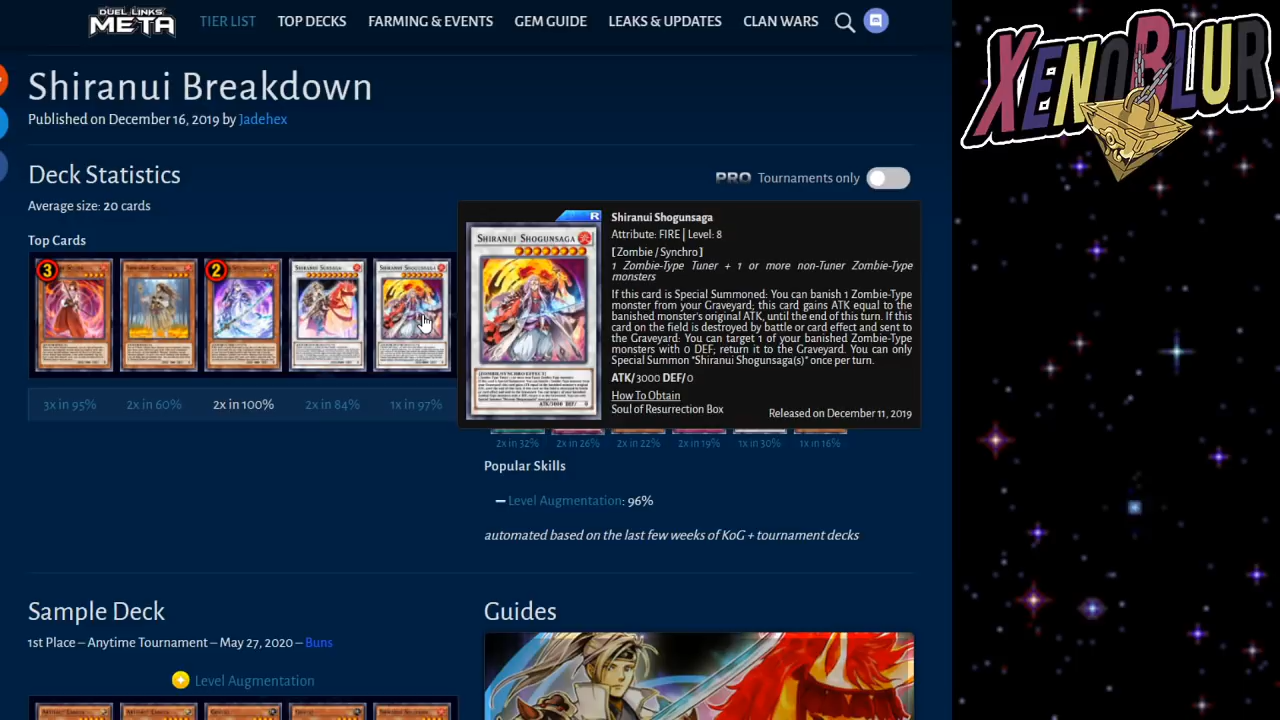 DUEL LINKS
META
TIER LIST
TOP DECKS
FARMING & EVENTS
GEM GUIDE
LEAKS & UPDATES
CLAN WARS
XENOBLUR
Shiranui Breakdown
Published on December 16, 2019 by Jadehex
Deck Statistics
PRO Tournaments only
Average size: 20 cards
Top Cards
3
2
SHIRANUI SHOGUNSAGA
3x in 95%
2x in 60%
2x in 100%
2x in 84%
1x in 97%
R
SHIRANUI SHOGUNSAGA
ATK/3000 DEF/ 0
Shiranui Shogunsaga
Attribute: FIRE | Level: 8
[Zombie / Synchro]
1 Zombie-Type Tuner + 1 or more non-Tuner Zombie-Type
monsters
If this card is Special Summoned: You can banish 1 Zombie-Type
monster from your Graveyard; this card gains ATK equal to the
banished monster's original ATK, until the end of this turn. If this
card on the field is destroyed by battle or card effect and sent to
the Graveyard: You can target 1 of your banished Zombie-Type
monsters with 0 DEF; return it to the Graveyard. You can only
Special Summon "Shiranui Shogunsaga(s)" once per turn.
ATK/3000 DEF/0
How To Obtain
Soul of Resurrection Box
Released on December 11, 2019
2x in 32%
2x in 26%
2x in 22%
2x in 19%
1x in 30%
1x in 16%
Popular Skills
— Level Augmentation: 96%
automated based on the last few weeks of KoG + tournament decks
Sample Deck
1st Place – Anytime Tournament – May 27, 2020 – Buns
Level Augmentation
Guides